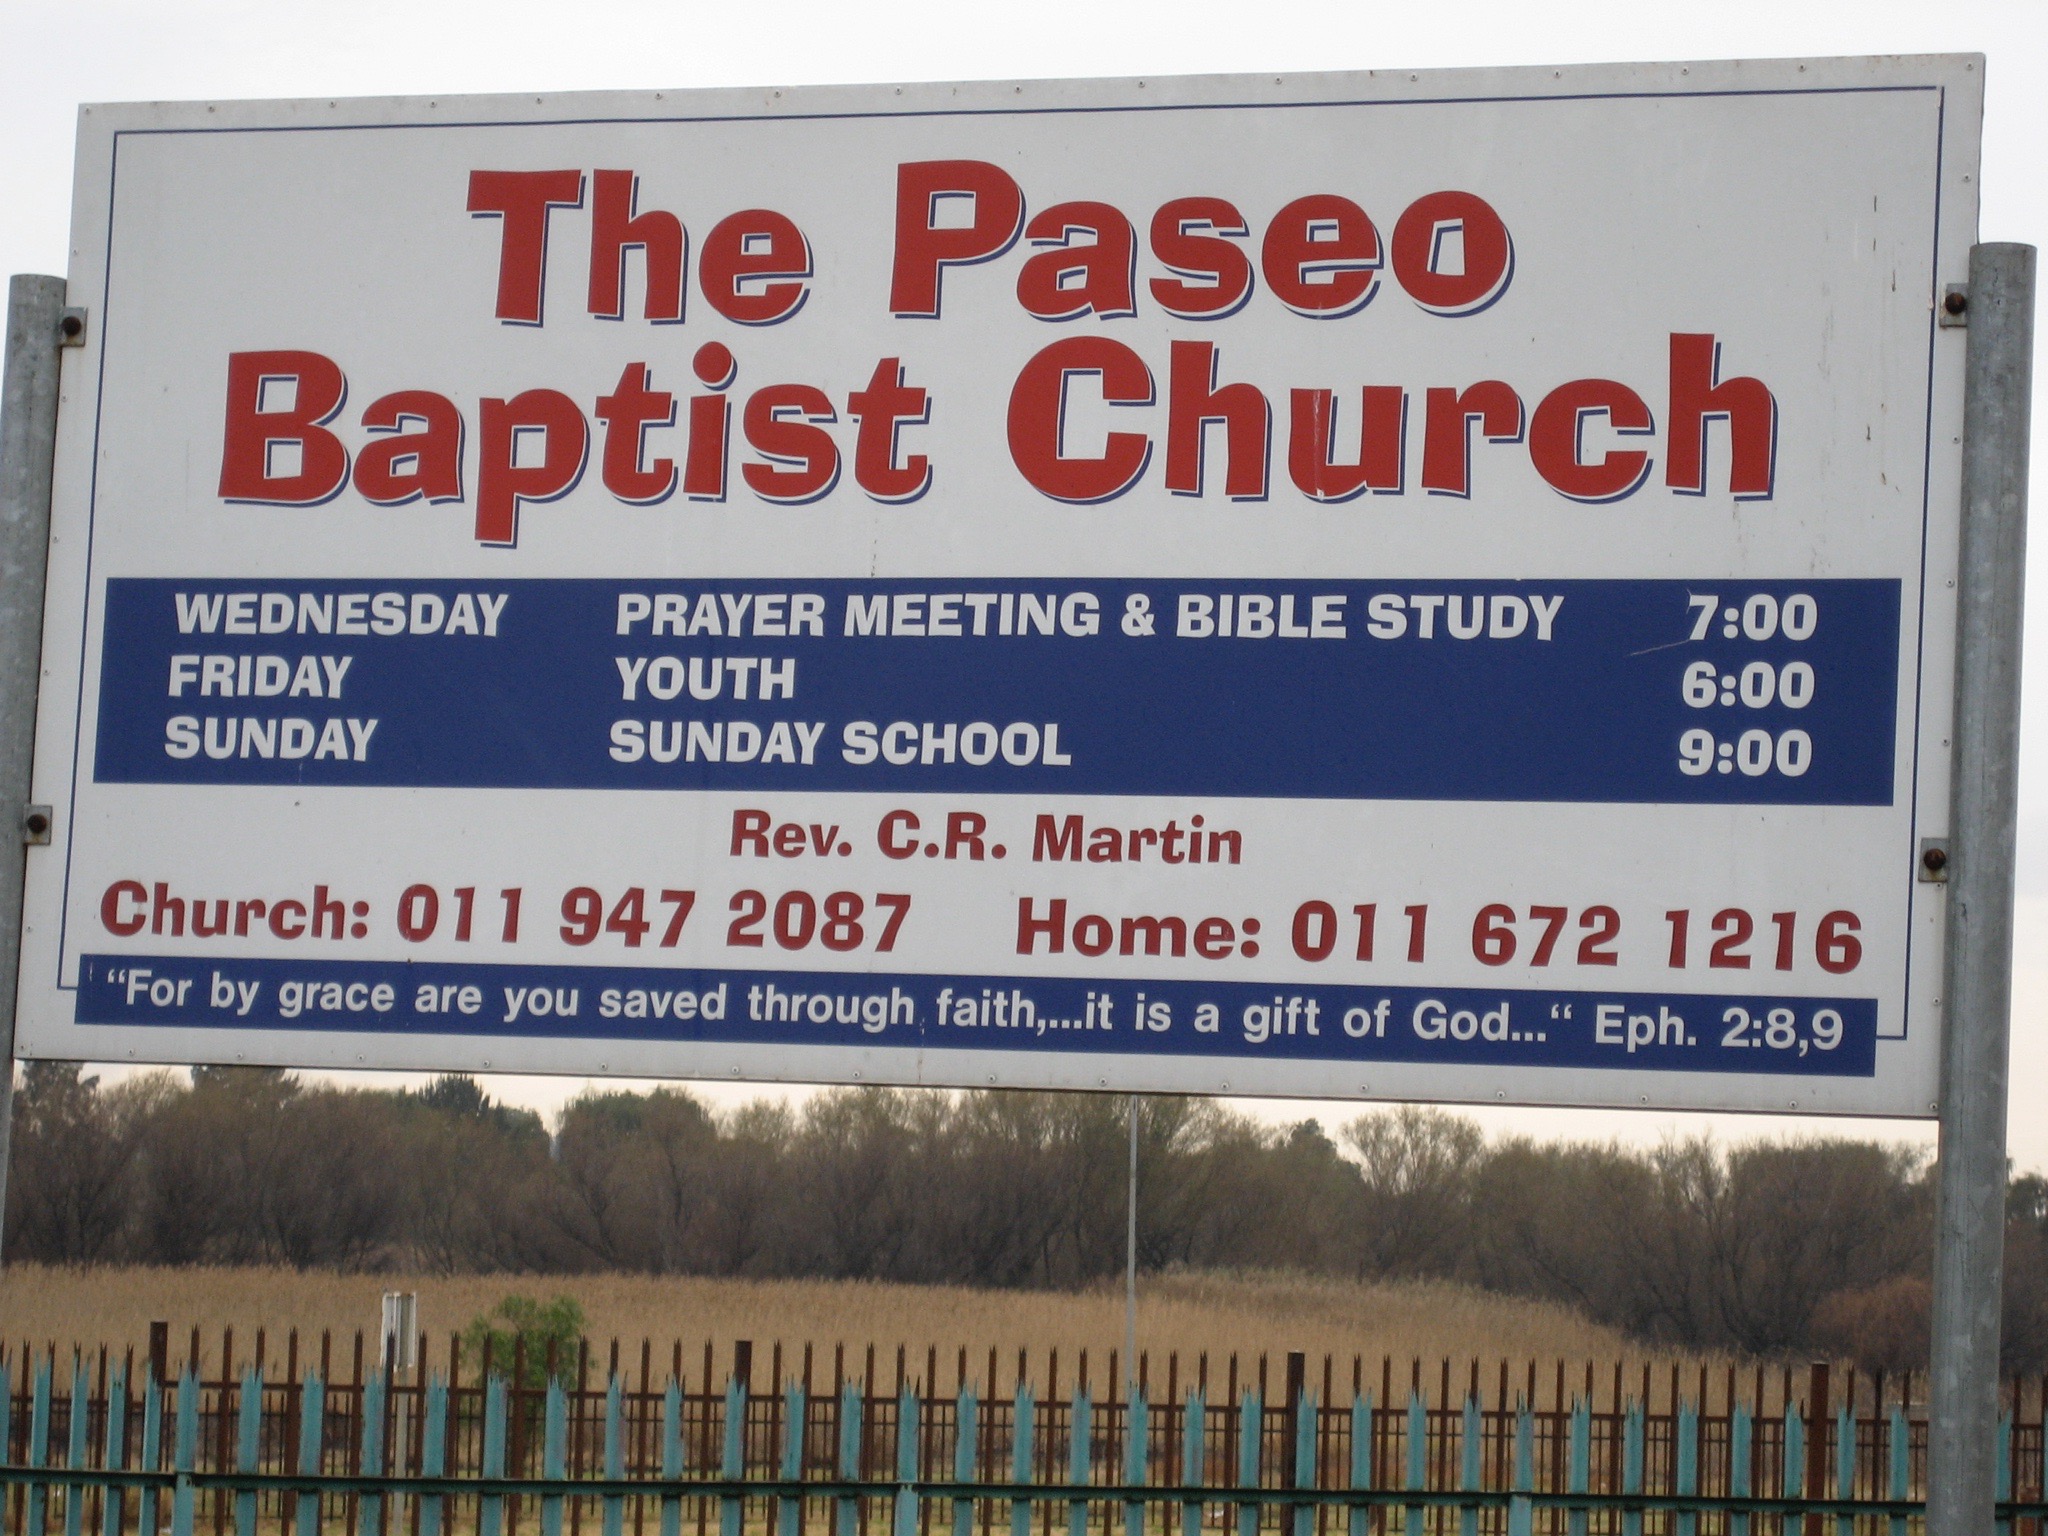 The Paseo
Baptist Church
WEDNESDAY PRAYER MEETING & BIBLE STUDY 7:00
FRIDAY YOUTH 6:00
SUNDAY SUNDAY SCHOOL 9:00
Rev. C.R. Martin
Church: 011 947 2087 Home: 011 672 1216
“For by grace are you saved through faith,...it is a gift of God...“ Eph. 2:8,9